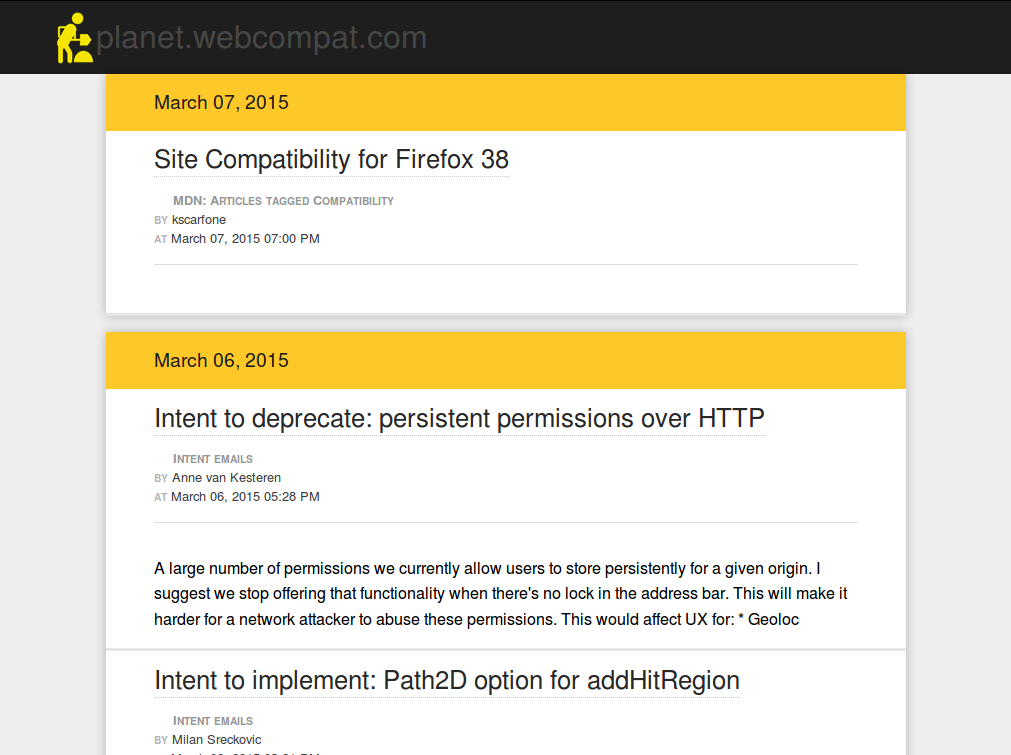 planet.webcompat.com
March 07, 2015
Site Compatibility for Firefox 38
MDN: Articles tagged Compatibility
by kscarfone
at March 07, 2015 07:00 PM
March 06, 2015
Intent to deprecate: persistent permissions over HTTP
Intent emails
by Anne van Kesteren
at March 06, 2015 05:28 PM
A large number of permissions we currently allow users to store persistently for a given origin. I
suggest we stop offering that functionality when there's no lock in the address bar. This will make it
harder for a network attacker to abuse these permissions. This would affect UX for: * Geoloc
Intent to implement: Path2D option for addHitRegion
Intent emails
by Milan Sreckovic